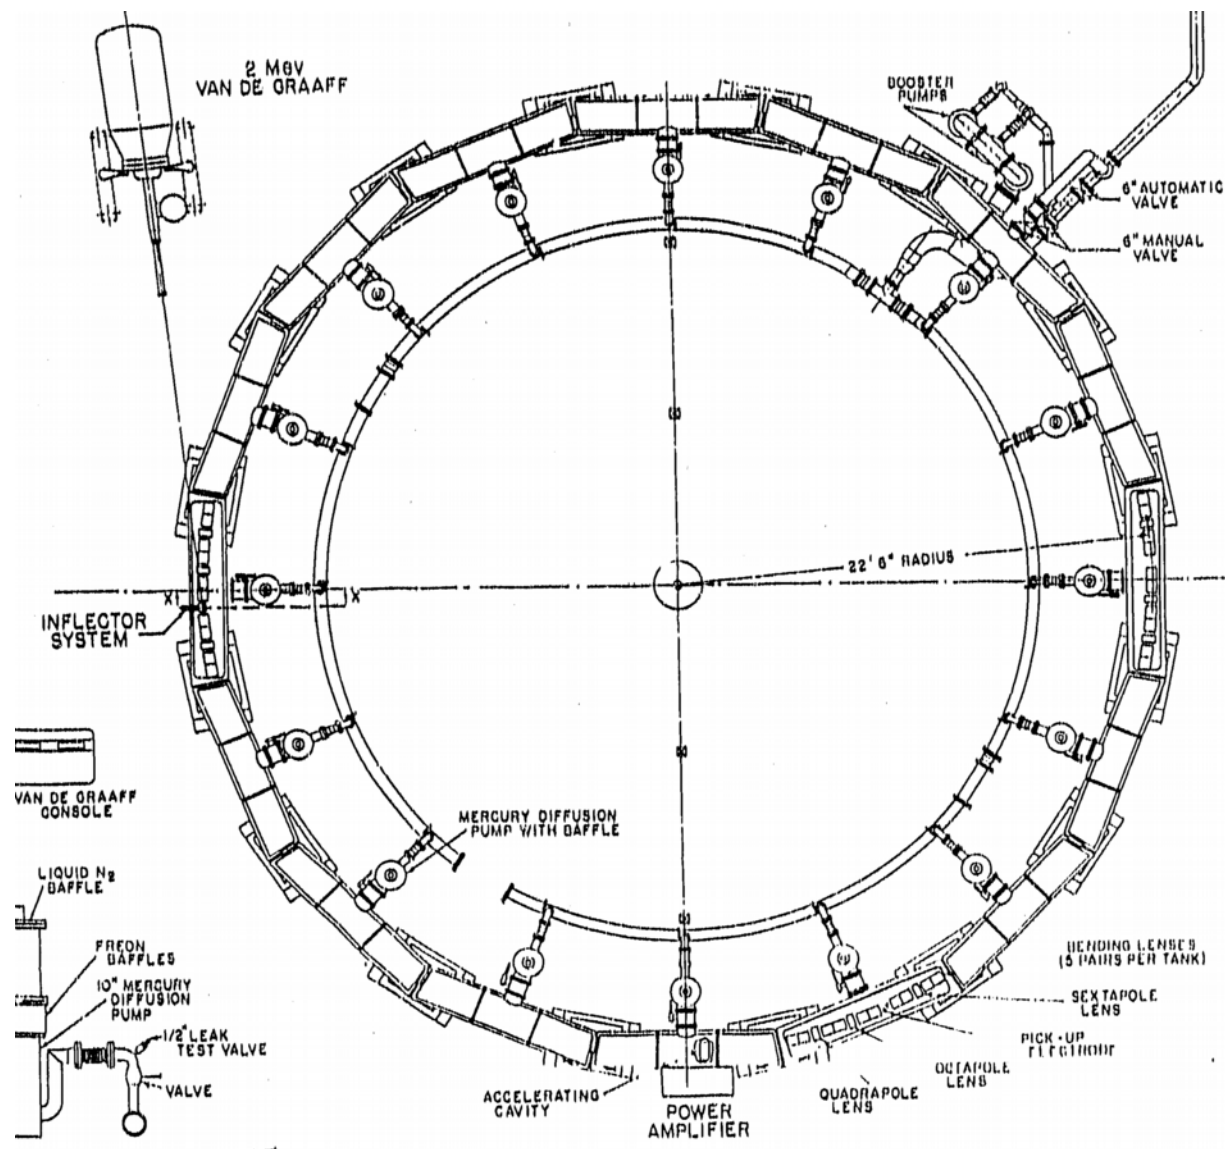 2 MeV
VAN DE GRAAFF
BOOSTER
PUMPS
6" AUTOMATIC
VALVE
6" MANUAL
VALVE
22' 6" RADIUS
X
X
INFLECTOR
SYSTEM
VAN DE GRAAFF
CONSOLE
MERCURY DIFFUSION
PUMP WITH BAFFLE
LIQUID N2
BAFFLE
FREON
BAFFLES
10" MERCURY
DIFFUSION
PUMP
1/2" LEAK
TEST VALVE
VALVE
BENDING LENSES
(5 PAIRS PER TANK)
SEXTAPOLE
LENS
PICK-UP
ELECTRODE
OCTAPOLE
LENS
QUADRAPOLE
LENS
ACCELERATING
CAVITY
POWER
AMPLIFIER